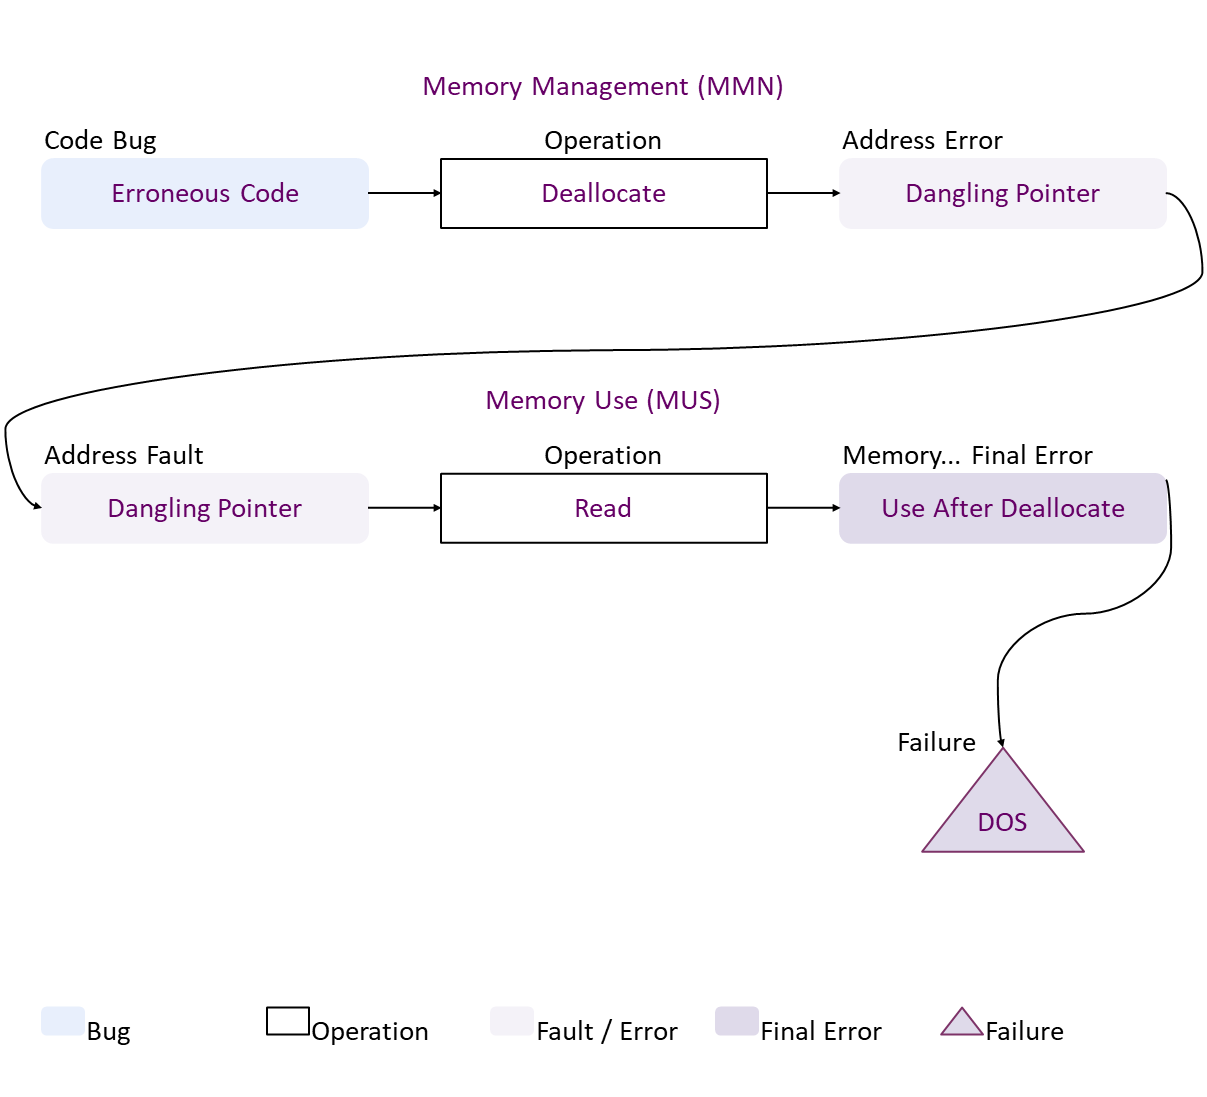 Memory Management (MMN)
Code Bug Operation Address Error
Erroneous Code Deallocate Dangling Pointer
Memory Use (MUS)
Address Fault Operation Memory... Final Error
Dangling Pointer Read Use After Deallocate
Failure
DOS
Bug Operation Fault / Error Final Error Failure